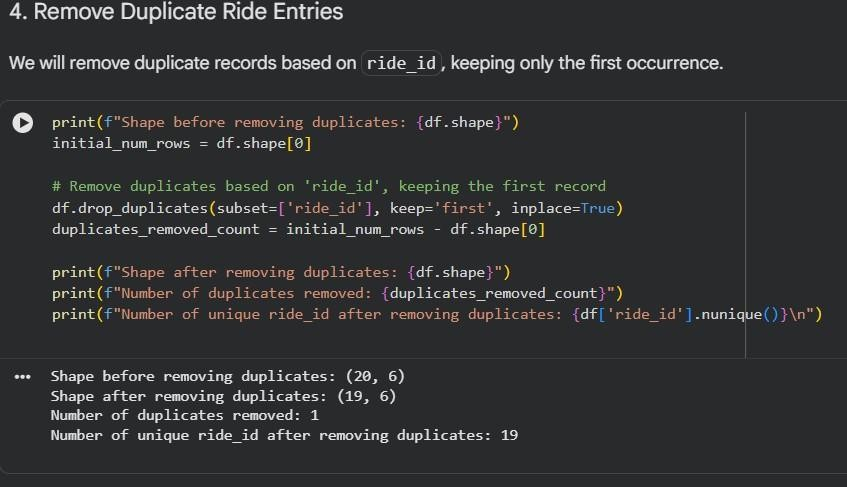 4. Remove Duplicate Ride Entries
We will remove duplicate records based on ride_id, keeping only the first occurrence.
print(f"Shape before removing duplicates: {df.shape}")
initial_num_rows = df.shape[0]
# Remove duplicates based on 'ride_id', keeping the first record
df.drop_duplicates(subset=['ride_id'], keep='first', inplace=True)
duplicates_removed_count = initial_num_rows - df.shape[0]
print(f"Shape after removing duplicates: {df.shape}")
print(f"Number of duplicates removed: {duplicates_removed_count}")
print(f"Number of unique ride_id after removing duplicates: {df['ride_id'].nunique()}\n")
Shape before removing duplicates: (20, 6)
Shape after removing duplicates: (19, 6)
Number of duplicates removed: 1
Number of unique ride_id after removing duplicates: 19